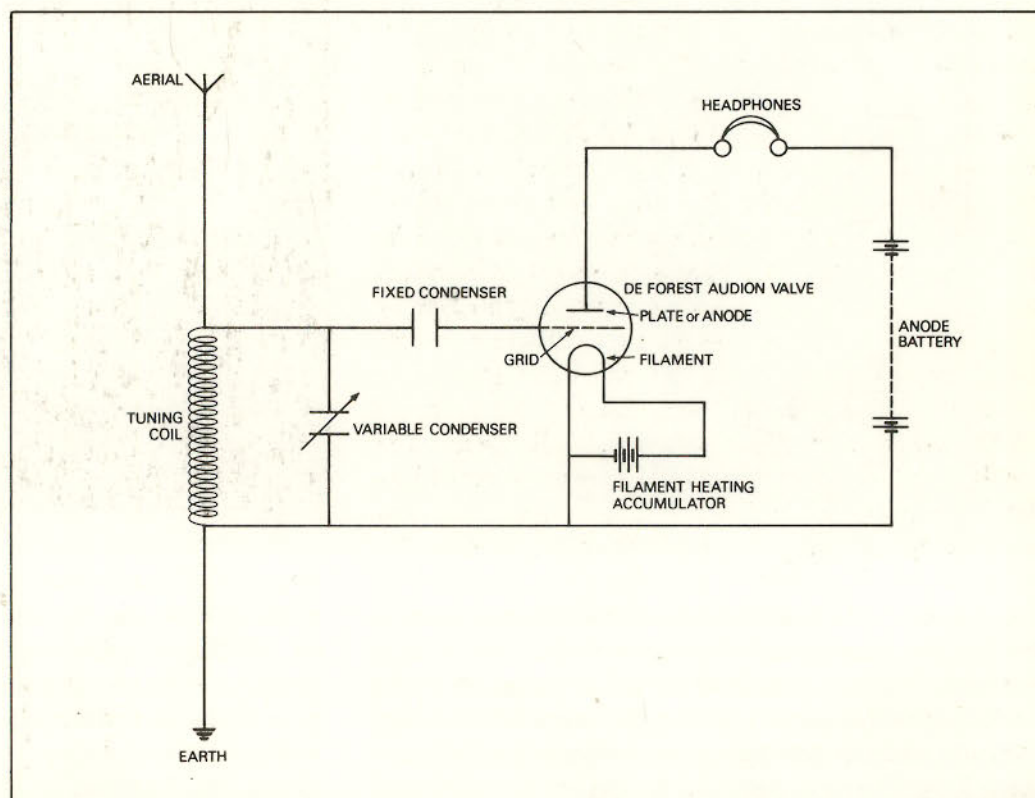 AERIAL
HEADPHONES
DE FOREST AUDION VALVE
FIXED CONDENSER
PLATE or ANODE
ANODE
BATTERY
GRID
FILAMENT
TUNING
COIL
VARIABLE CONDENSER
FILAMENT HEATING
ACCUMULATOR
EARTH